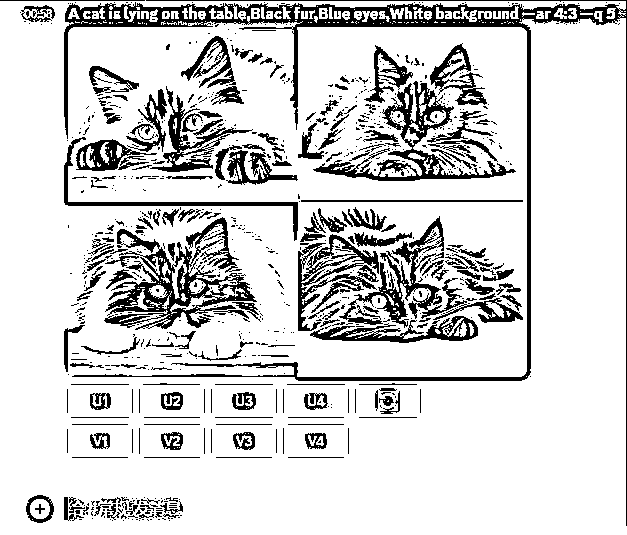 00:58 A cat is lying on the table,Black fur,Blue eyes,White background --ar 4:3 --q 5
U1 U2 U3 U4
V1 V2 V3 V4